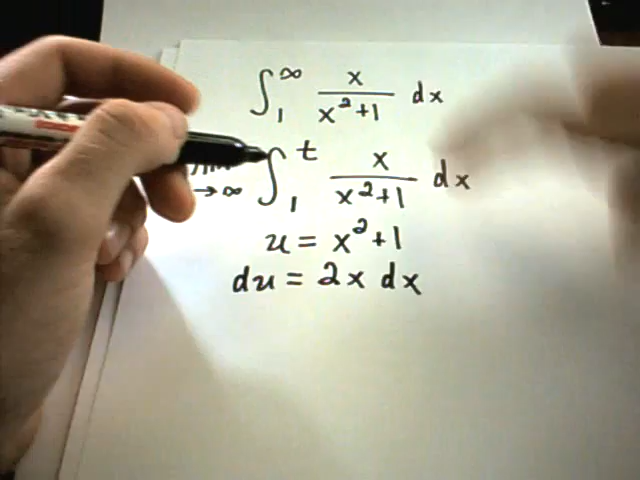 ∫₁^∞ x/(x²+1) dx
→∞ ∫₁^t x/(x²+1) dx
u = x²+1
du = 2x dx